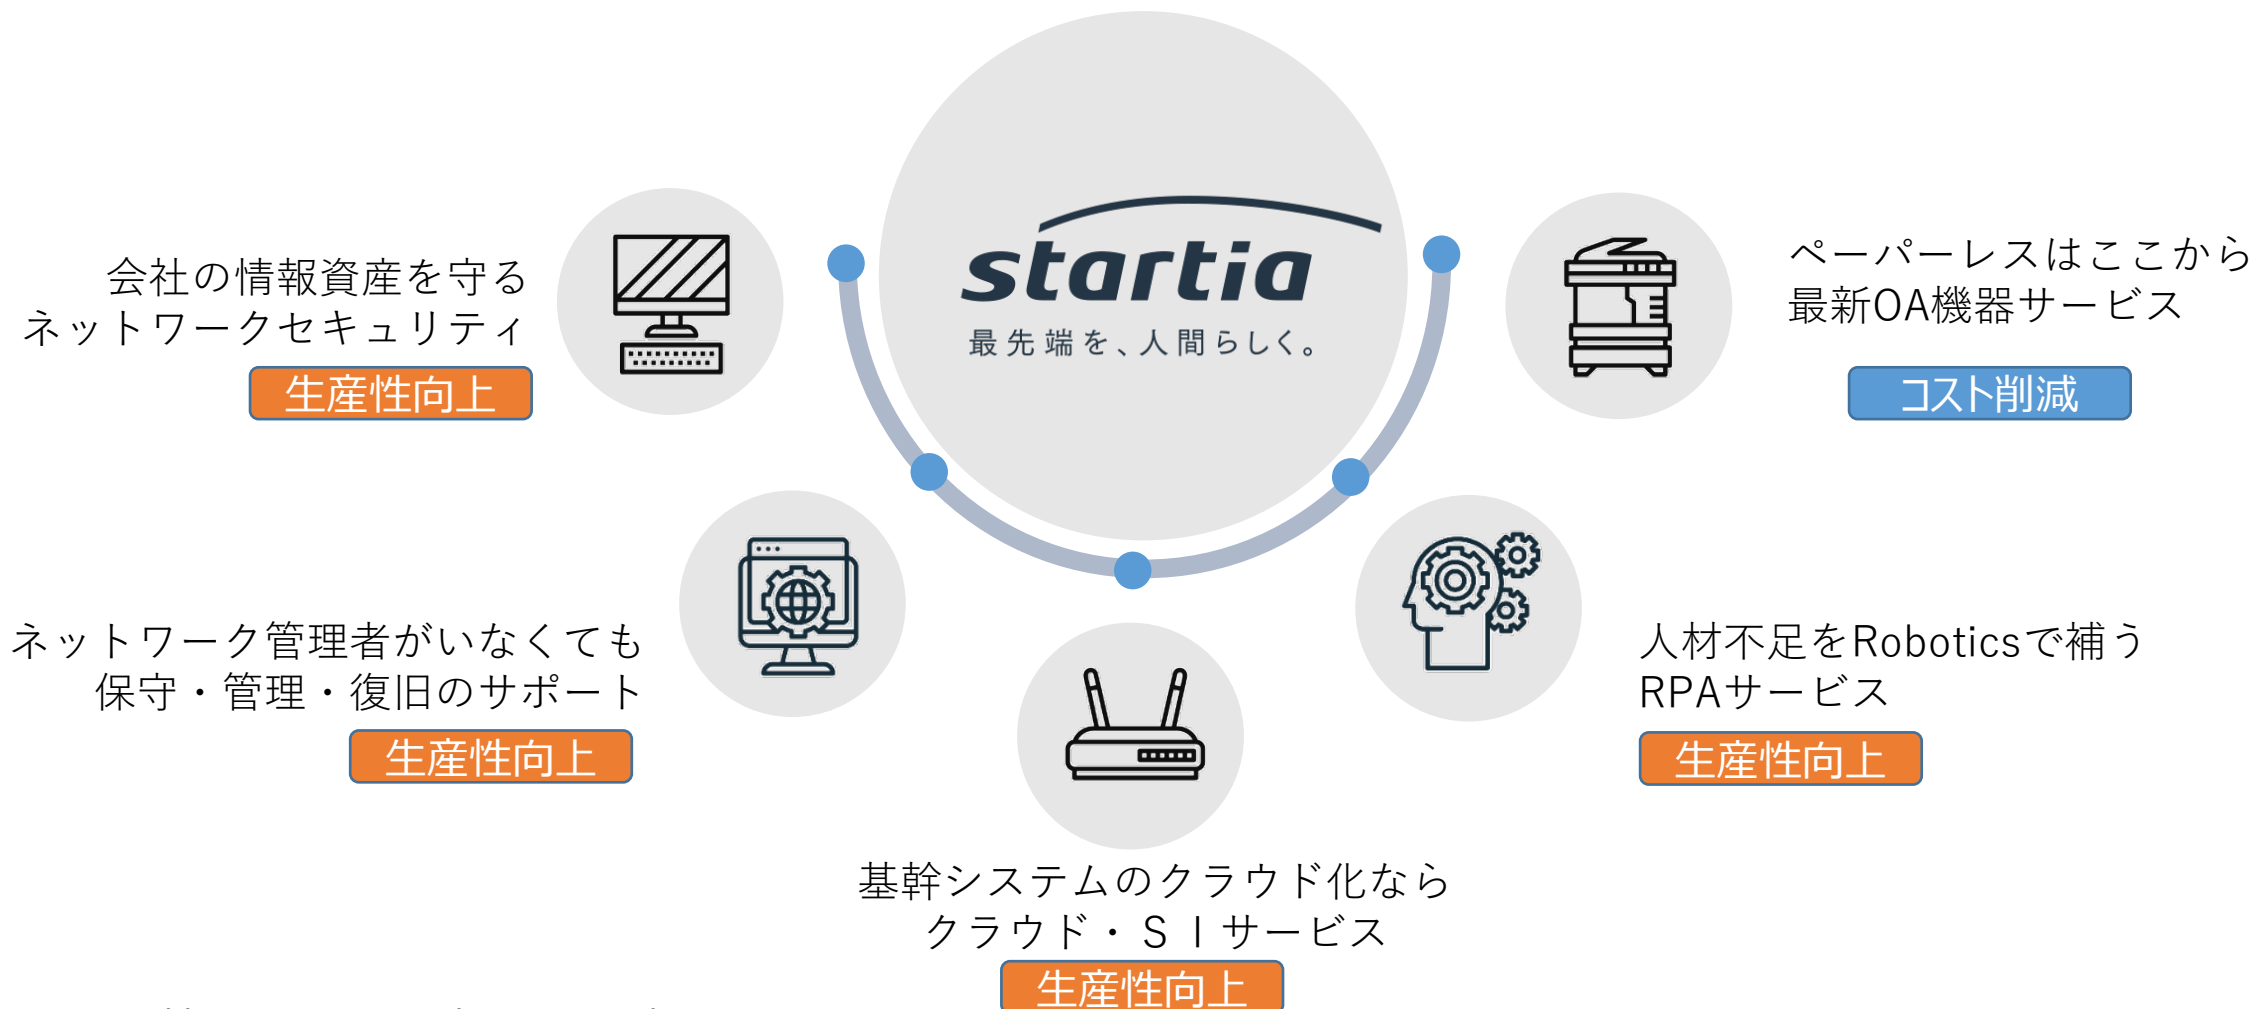 startia
最先端を、人間らしく。
会社の情報資産を守る
ネットワークセキュリティ
生産性向上
ペーパーレスはここから
最新OA機器サービス
コスト削減
ネットワーク管理者がいなくても
保守・管理・復旧のサポート
生産性向上
人材不足をRoboticsで補う
RPAサービス
生産性向上
基幹システムのクラウド化なら
クラウド・ＳＩサービス
生産性向上